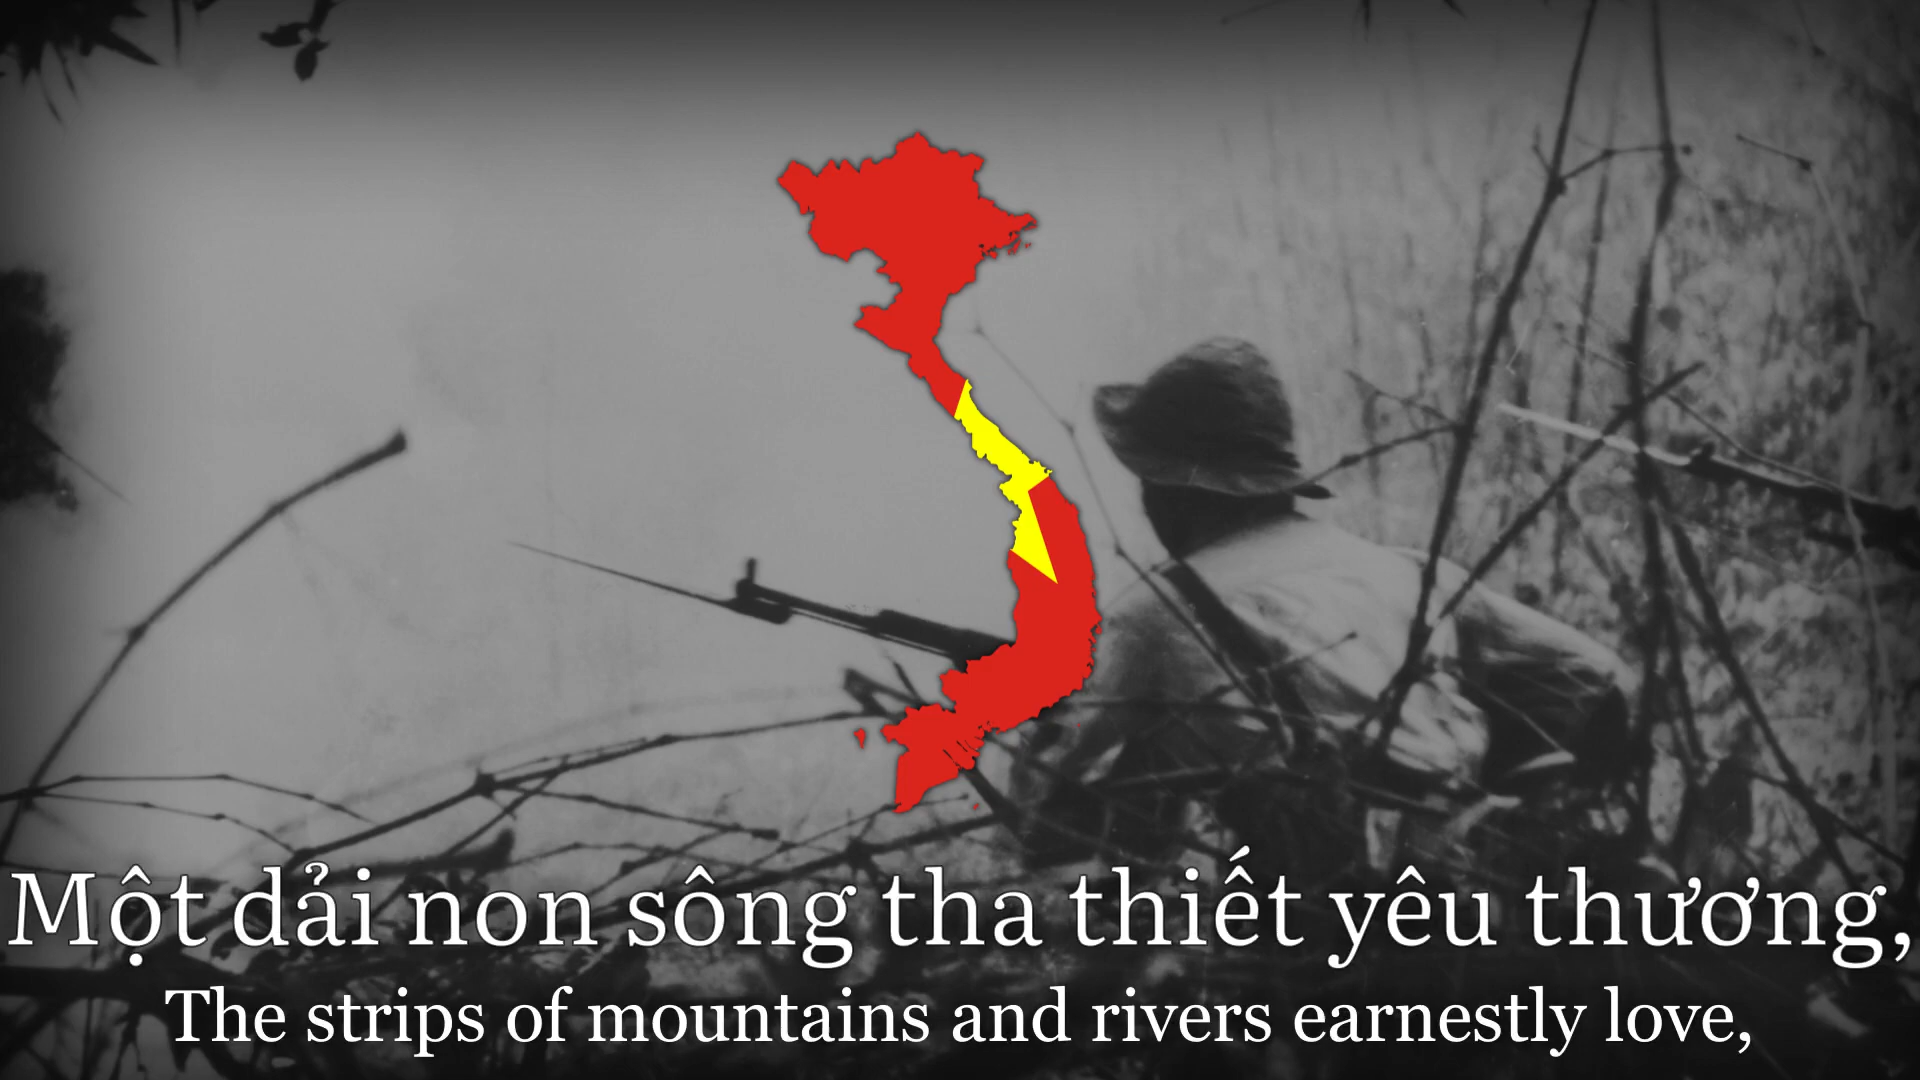 Một dải non sông tha thiết yêu thương,
The strips of mountains and rivers earnestly love,